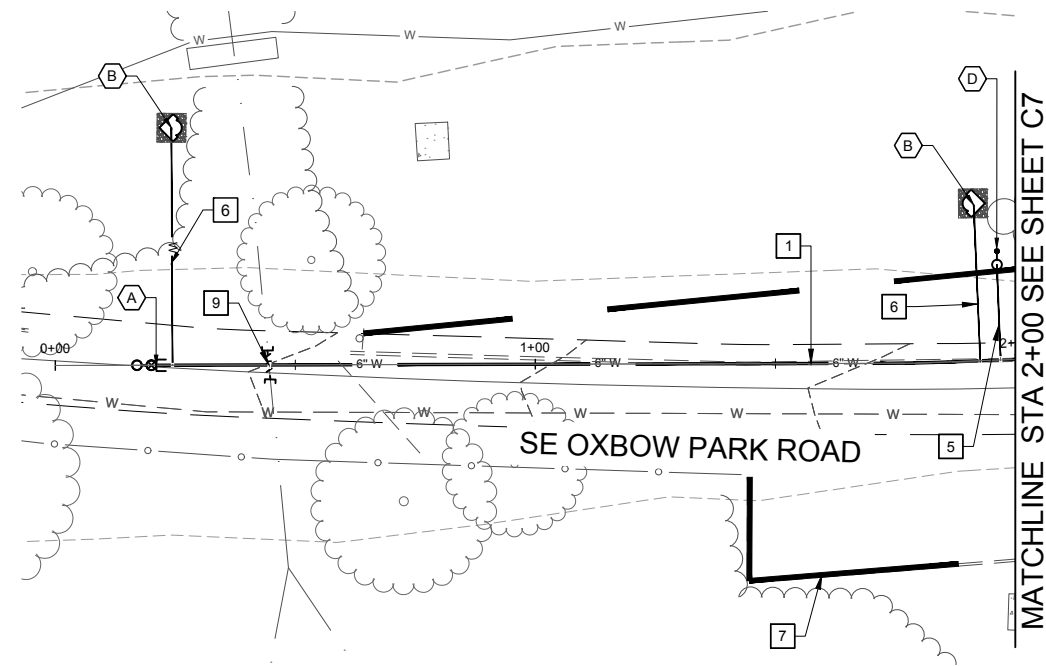 W
W
W
B
D
B
6
1
A
9
6
0+00
1+00
2+
6" W
6" W
6" W
W
W
W
W
W
W
W
SE OXBOW PARK ROAD
5
7
MATCHLINE STA 2+00 SEE SHEET C7